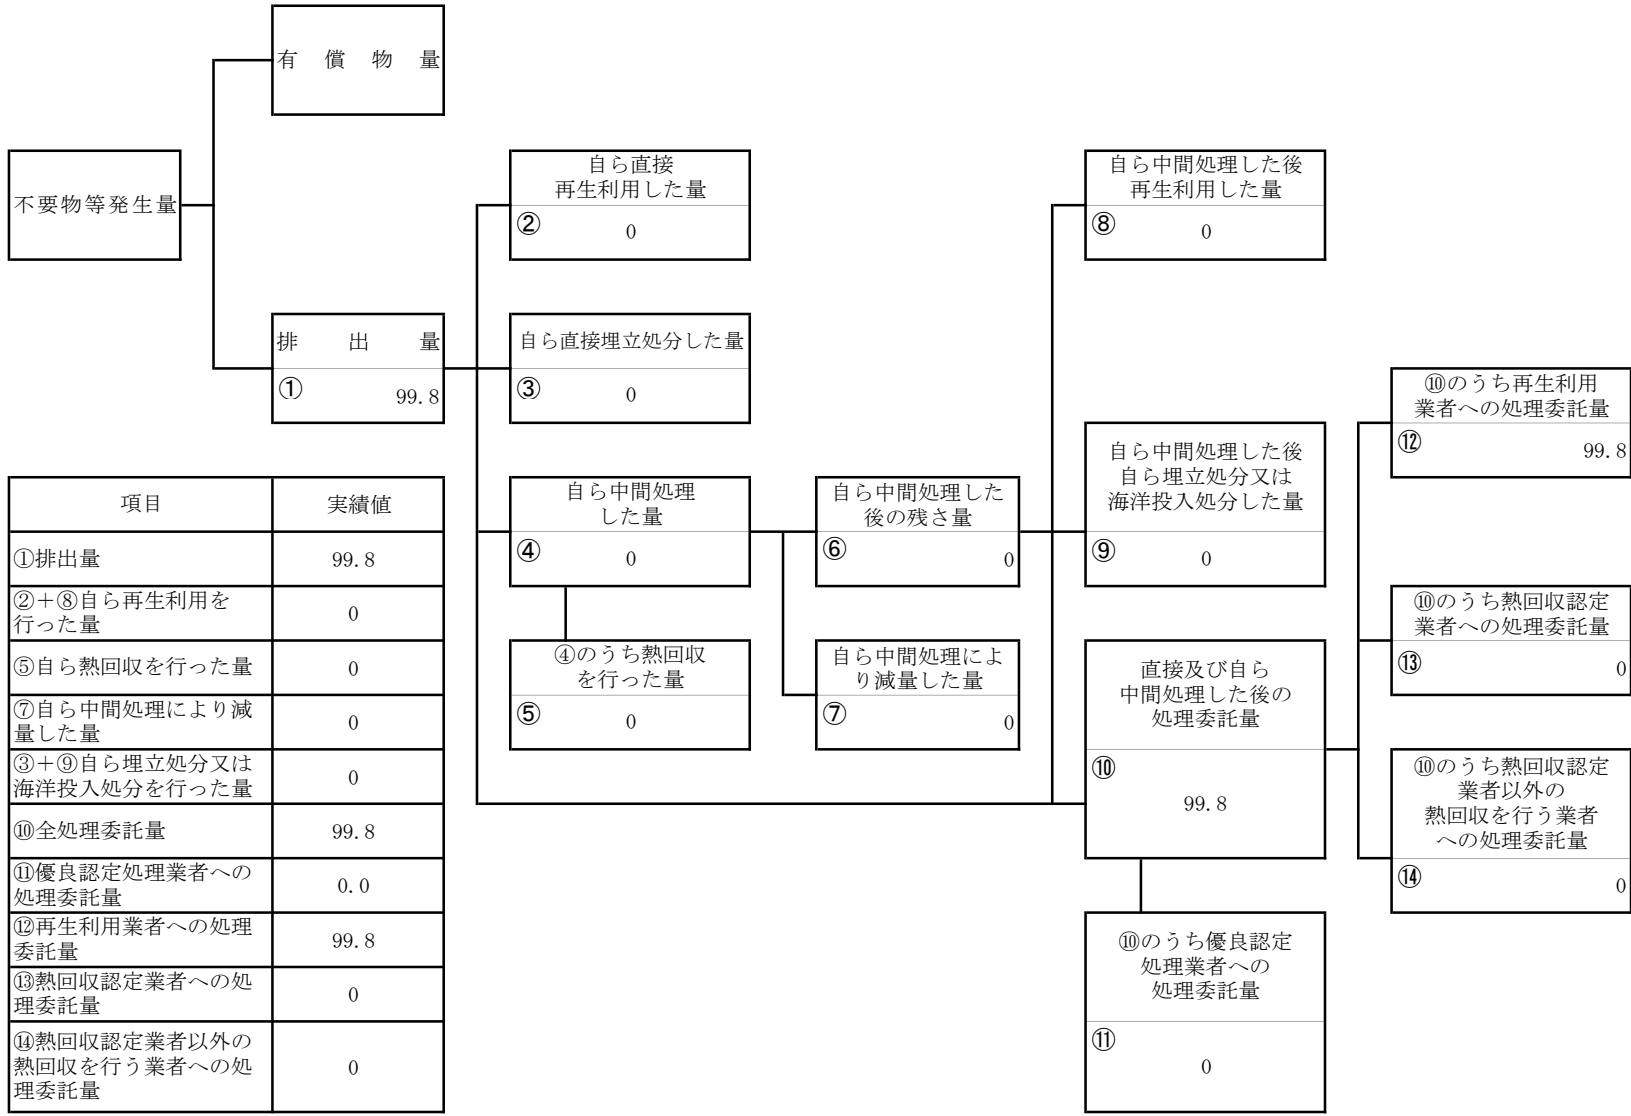 有償物量
不要物等発生量
排出量
①
99.8
自ら直接
再生利用した量
②
0
自ら直接埋立処分した量
③
0
自ら中間処理
した量
④
0
④のうち熱回収
を行った量
⑤
0
自ら中間処理した
後の残さ量
⑥
0
自ら中間処理によ
り減量した量
⑦
0
自ら中間処理した後
再生利用した量
⑧
0
自ら中間処理した後
自ら埋立処分又は
海洋投入処分した量
⑨
0
直接及び自ら
中間処理した後の
処理委託量
⑩
99.8
⑩のうち優良認定
処理業者への
処理委託量
⑪
0
⑩のうち再生利用
業者への処理委託量
⑫
99.8
⑩のうち熱回収認定
業者への処理委託量
⑬
0
⑩のうち熱回収認定
業者以外の
熱回収を行う業者
への処理委託量
⑭
0
項目 実績値
①排出量 99.8
②+⑧自ら再生利用を
行った量 0
⑤自ら熱回収を行った量 0
⑦自ら中間処理により減
量した量 0
③+⑨自ら埋立処分又は
海洋投入処分を行った量 0
⑩全処理委託量 99.8
⑪優良認定処理業者への
処理委託量 0.0
⑫再生利用業者への処理
委託量 99.8
⑬熱回収認定業者への処
理委託量 0
⑭熱回収認定業者以外の
熱回収を行う業者への処
理委託量 0